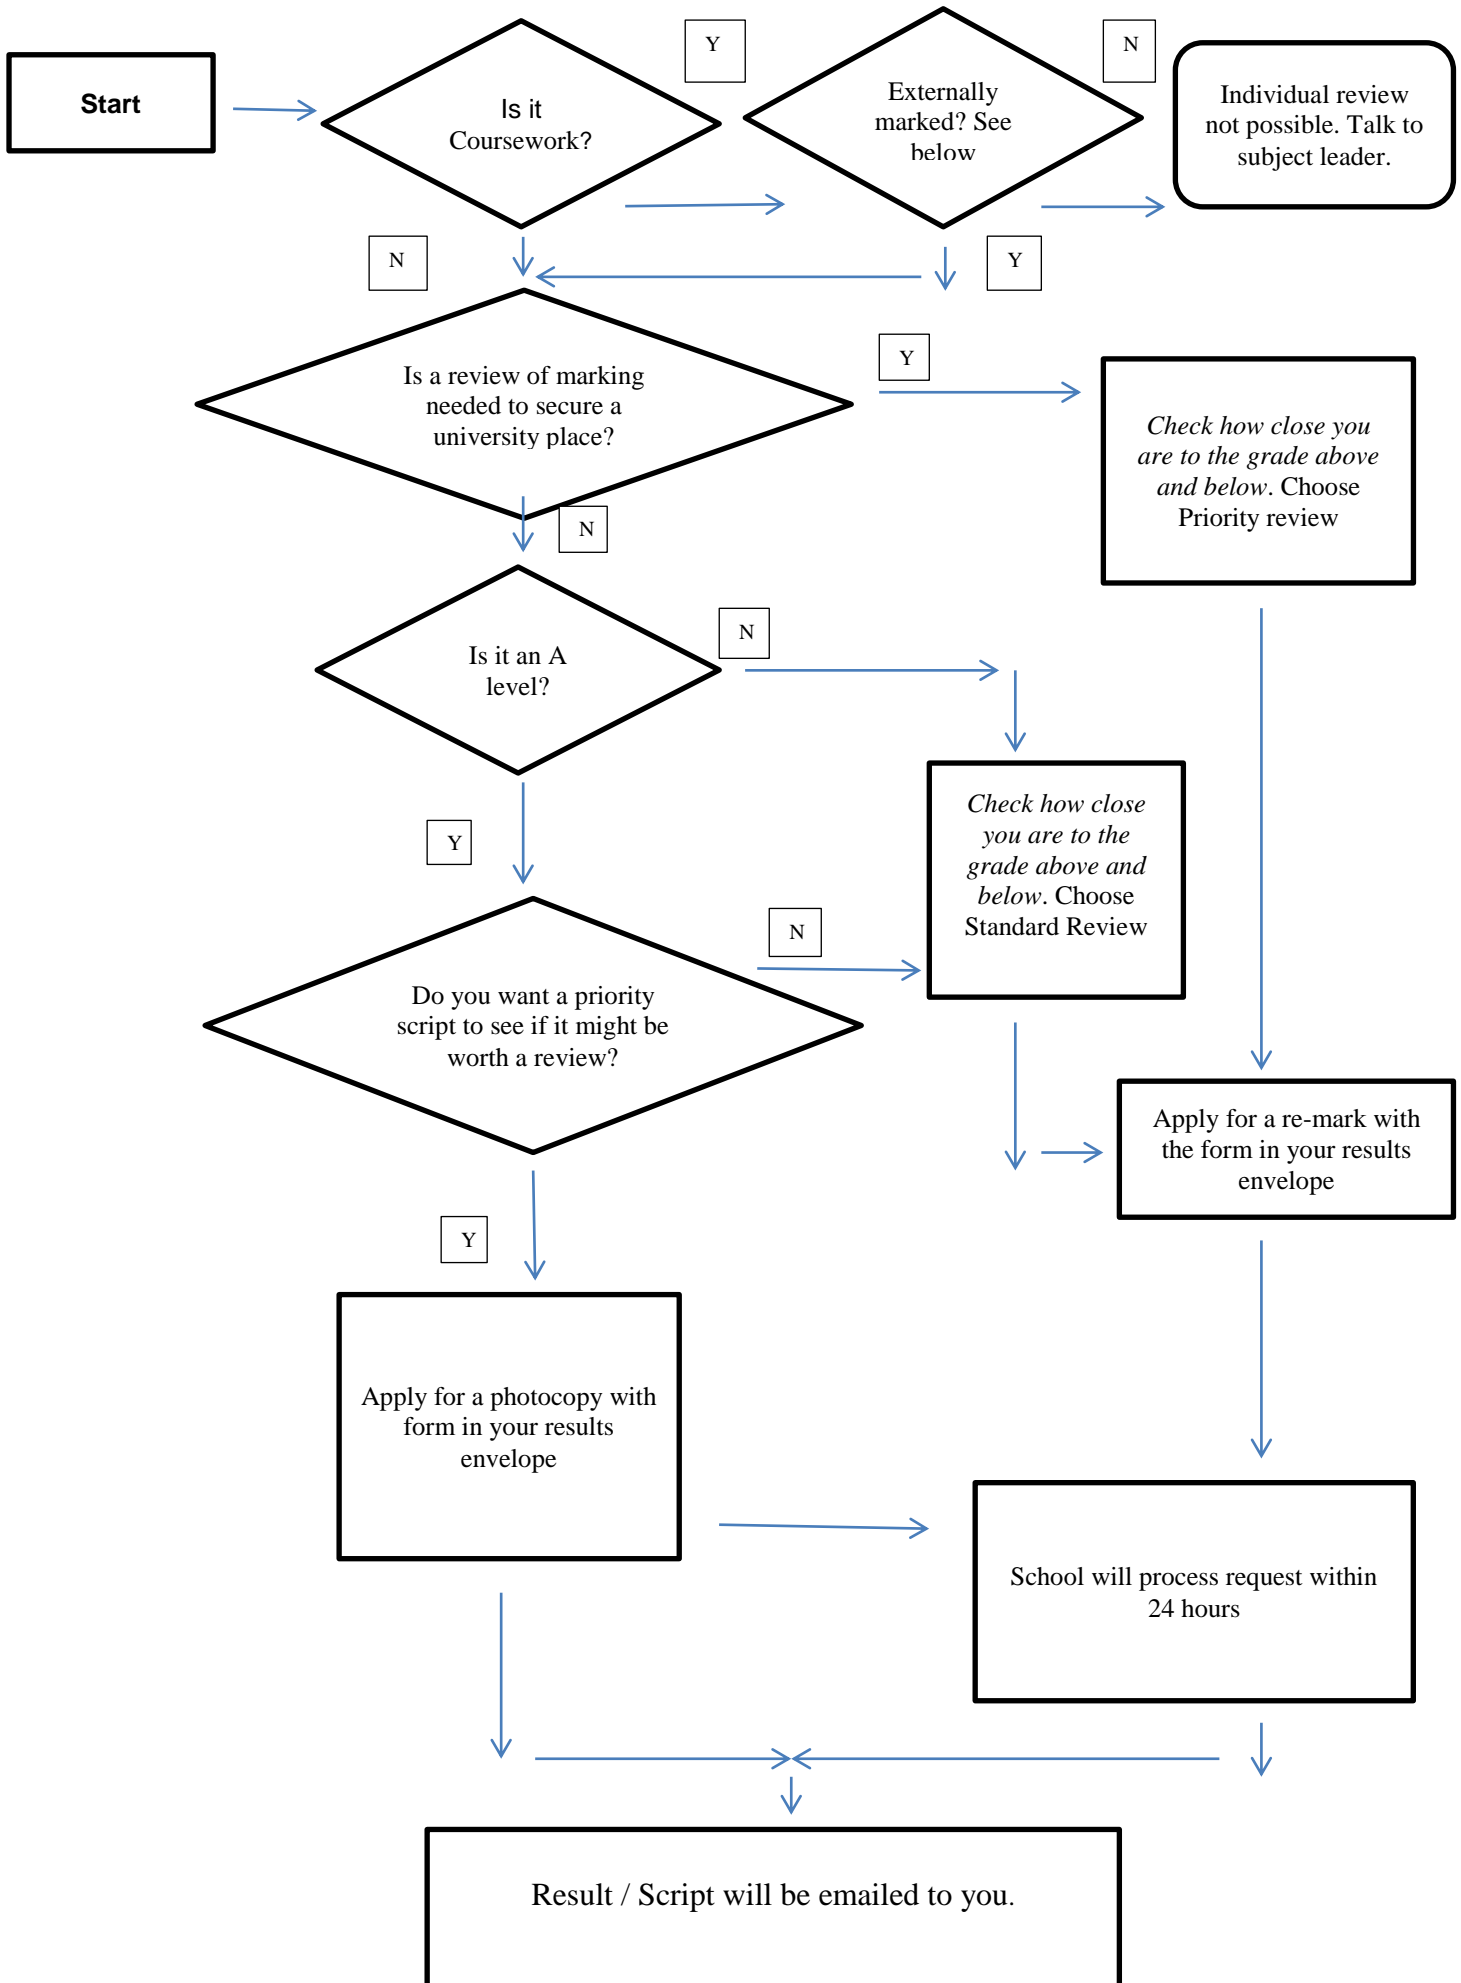 Start
Is it
Coursework?
Y
Externally
marked? See
below
N
Individual review
not possible. Talk to
subject leader.
N
Y
Is a review of marking
needed to secure a
university place?
Y
Check how close you
are to the grade above
and below. Choose
Priority review
N
Is it an A
level?
N
Check how close
you are to the
grade above and
below. Choose
Standard Review
Y
Do you want a priority
script to see if it might be
worth a review?
N
Apply for a re-mark with
the form in your results
envelope
Y
Apply for a photocopy with
form in your results
envelope
School will process request within
24 hours
Result / Script will be emailed to you.